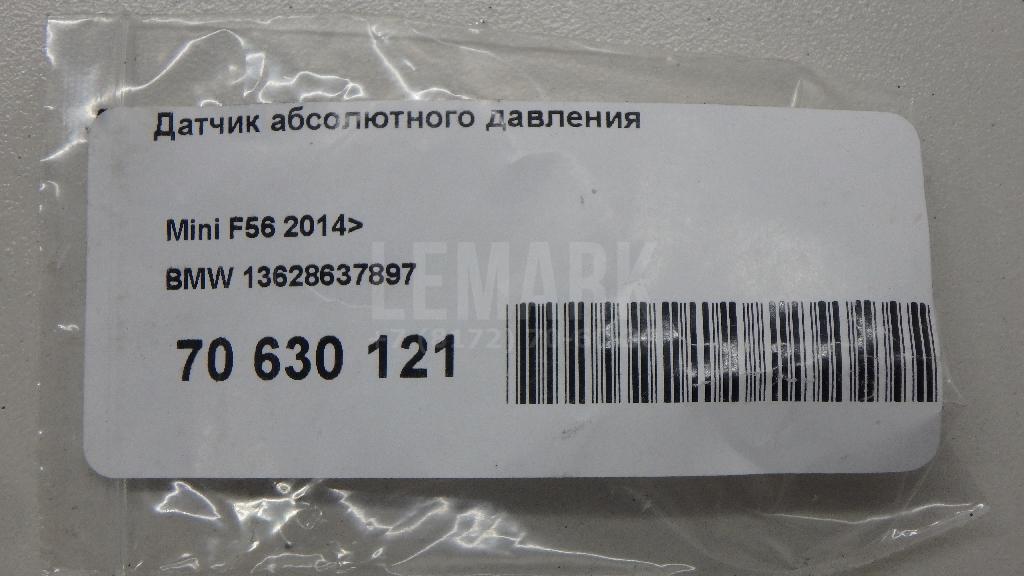 Датчик абсолютного давления
Mini F56 2014>
BMW 13628637897
LEMARK
70 630 121